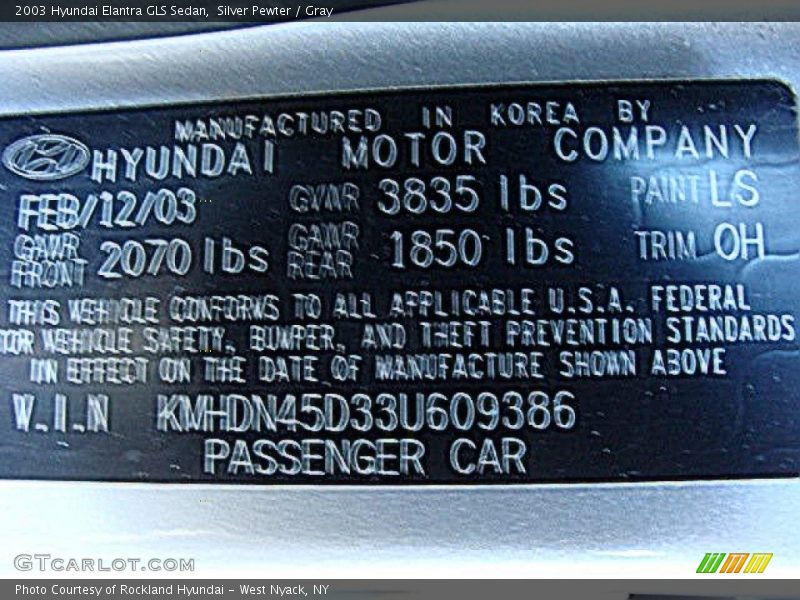 2003 Hyundai Elantra GLS Sedan,  Silver Pewter / Gray
MANUFACTURED IN KOREA BY
HYUNDAI MOTOR COMPANY
FEB/12/03 GVWR 3835 lbs PAINT LS
GAWR FRONT 2070 lbs GAWR REAR 1850 lbs TRIM OH
THIS VEHICLE CONFORMS TO ALL APPLICABLE U.S.A. FEDERAL
TOR VEHICLE SAFETY, BUMPER, AND THEFT PREVENTION STANDARDS
IN EFFECT ON THE DATE OF MANUFACTURE SHOWN ABOVE
V.I.N KMHDN45D33U609386
PASSENGER CAR
GTCARLOT.COM
Photo Courtesy of Rockland Hyundai - West Nyack, NY